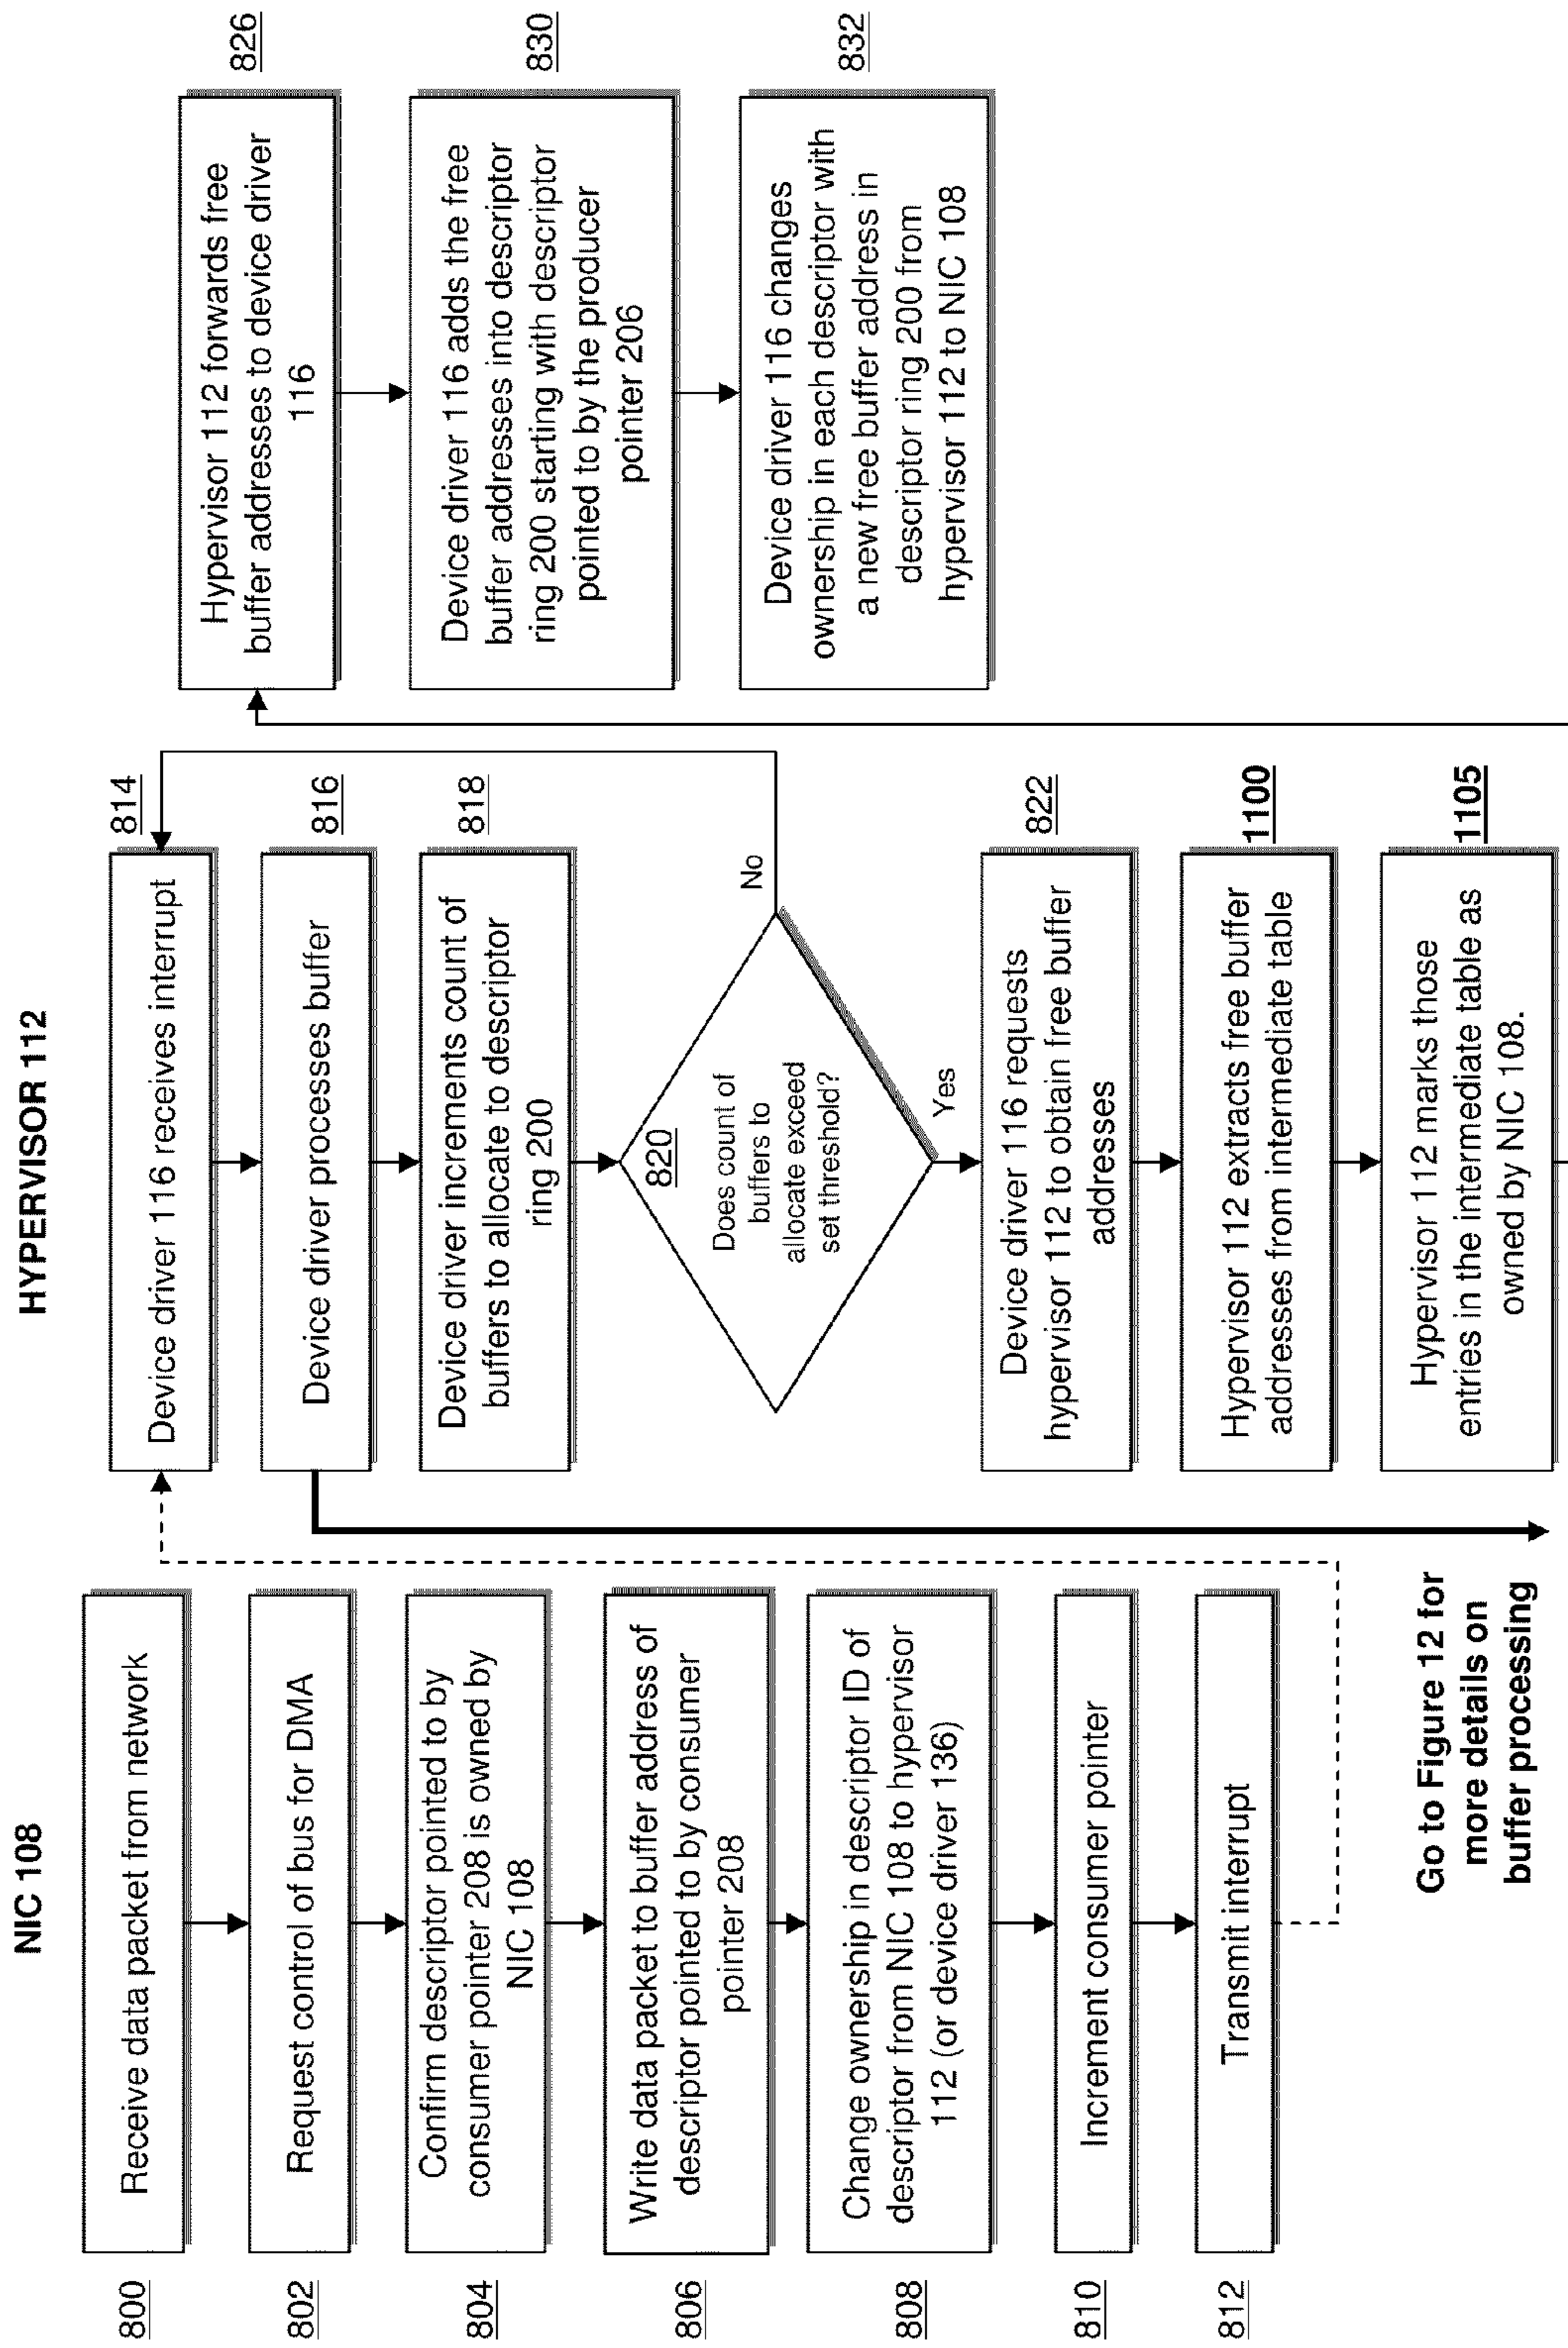 NIC 108
800
Receive data packet from network
802
Request control of bus for DMA
804
Confirm descriptor pointed to by
consumer pointer 208 is owned by
NIC 108
806
Write data packet to buffer address of
descriptor pointed to by consumer
pointer 208
808
Change ownership in descriptor ID of
descriptor from NIC 108 to hypervisor
112 (or device driver 136)
810
Increment consumer pointer
812
Transmit interrupt
Go to Figure 12 for
more details on
buffer processing
HYPERVISOR 112
814
Device driver 116 receives interrupt
816
Device driver processes buffer
818
Device driver increments count of
buffers to allocate to descriptor
ring 200
820
Does count of
buffers to
allocate exceed
set threshold?
No
Yes
822
Device driver 116 requests
hypervisor 112 to obtain free buffer
addresses
1100
Hypervisor 112 extracts free buffer
addresses from intermediate table
1105
Hypervisor 112 marks those
entries in the intermediate table as
owned by NIC 108.
826
Hypervisor 112 forwards free
buffer addresses to device driver
116
830
Device driver 116 adds the free
buffer addresses into descriptor
ring 200 starting with descriptor
pointed to by the producer
pointer 206
832
Device driver 116 changes
ownership in each descriptor with
a new free buffer address in
descriptor ring 200 from
hypervisor 112 to NIC 108